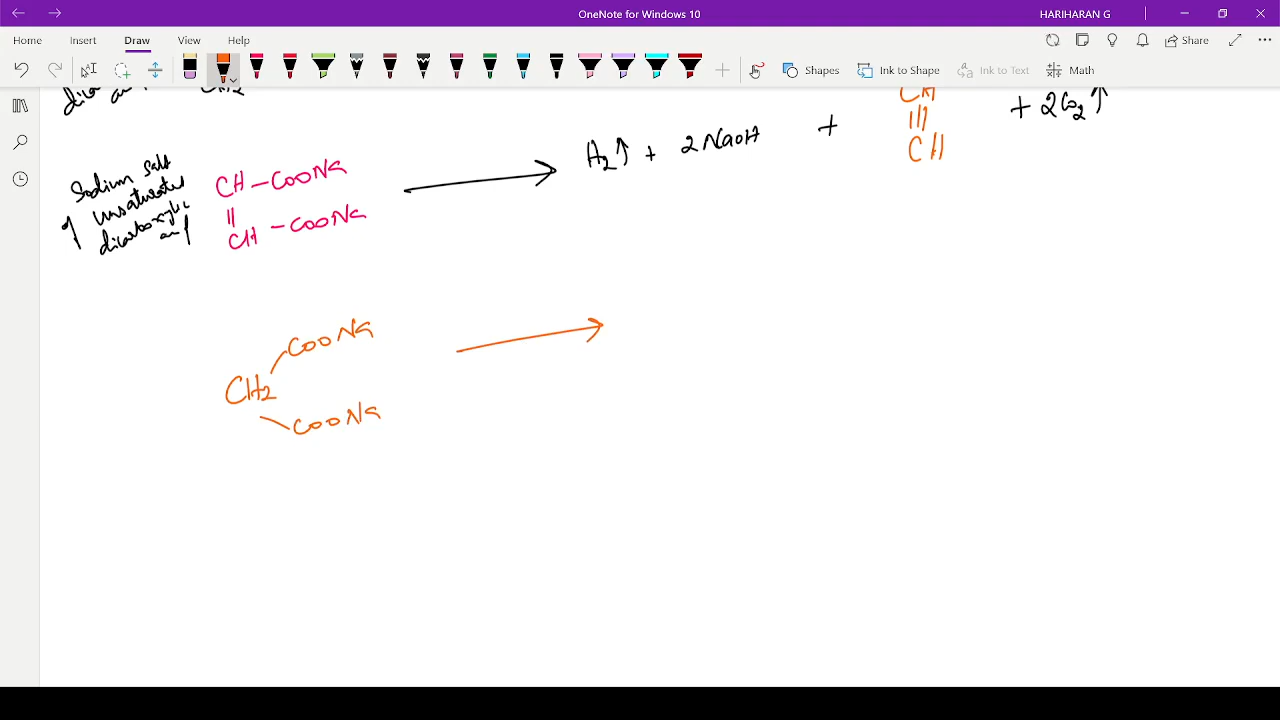 OneNote for Windows 10
HARIHARAN G
Home Insert Draw View Help
Share
Shapes Ink to Shape Ink to Text Math
CH2
CH
+ 2CO2 ↑
H2↑ + 2NaOH + |||
CH
Sodium Salt
of unsaturated
dicarboxylic
CH - COONa
||
CH - COONa
COONa
CH2
COONa